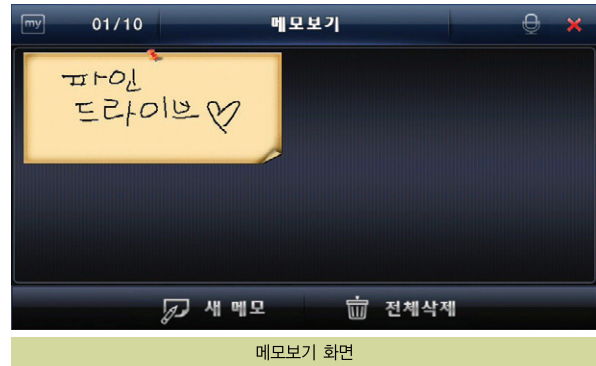 my 01/10 메모보기
파인
드라이브♡
새 메모 전체삭제
메모보기 화면